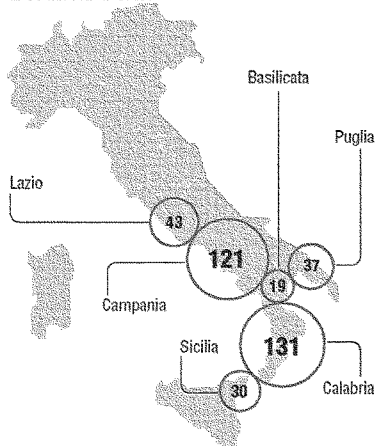 Basilicata
Puglia
Lazio
43
121
37
19
Campania
Sicilia
131
30
Calabria